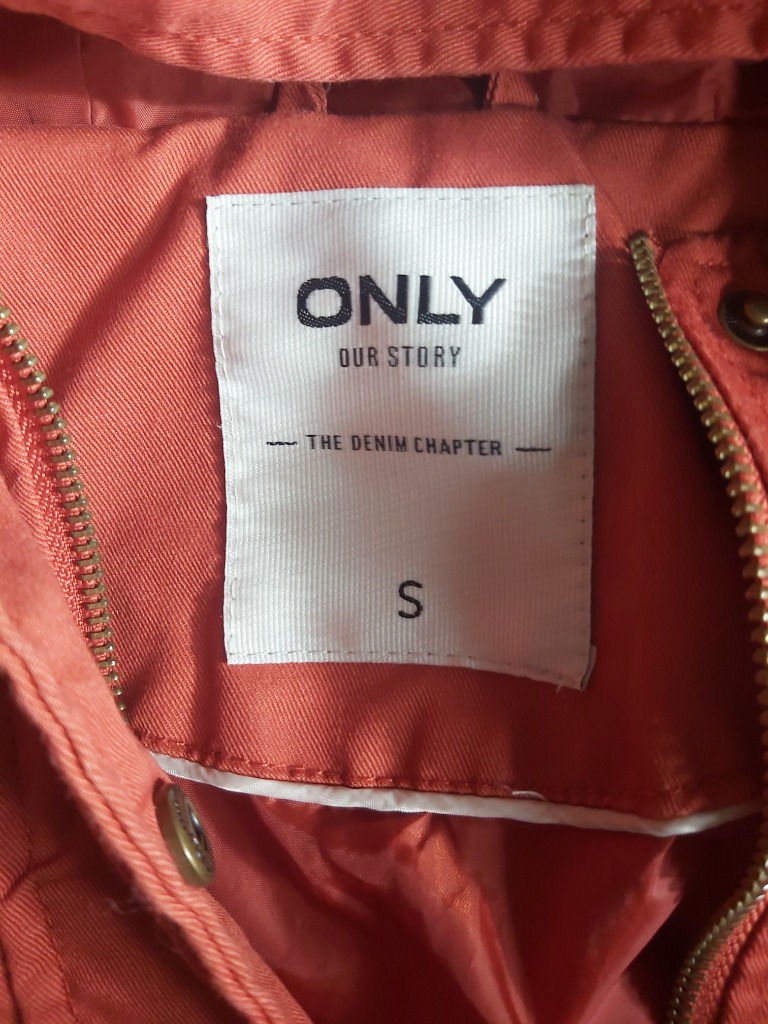 ONLY
OUR STORY
THE DENIM CHAPTER
S